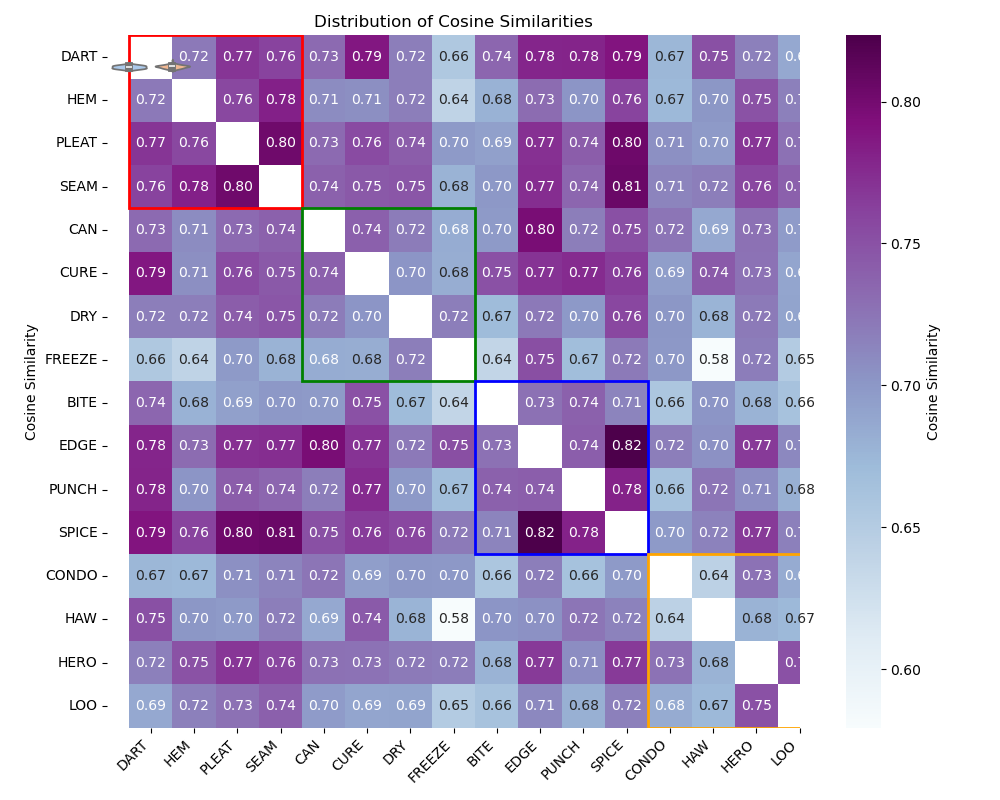 Distribution of Cosine Similarities
Cosine Similarity
DART 0.72 0.77 0.76 0.73 0.79 0.72 0.66 0.74 0.78 0.78 0.79 0.67 0.75 0.72
HEM 0.72 0.76 0.78 0.71 0.71 0.72 0.64 0.68 0.73 0.70 0.76 0.67 0.70 0.75
PLEAT 0.77 0.76 0.80 0.73 0.76 0.74 0.70 0.69 0.77 0.74 0.80 0.71 0.70 0.77
SEAM 0.76 0.78 0.80 0.74 0.75 0.75 0.68 0.70 0.77 0.74 0.81 0.71 0.72 0.76
CAN 0.73 0.71 0.73 0.74 0.74 0.72 0.68 0.70 0.80 0.72 0.75 0.72 0.69 0.73
CURE 0.79 0.71 0.76 0.75 0.74 0.70 0.68 0.75 0.77 0.77 0.76 0.69 0.74 0.73
DRY 0.72 0.72 0.74 0.75 0.72 0.70 0.72 0.67 0.72 0.70 0.76 0.70 0.68 0.72
FREEZE 0.66 0.64 0.70 0.68 0.68 0.68 0.72 0.64 0.75 0.67 0.72 0.70 0.58 0.72 0.65
BITE 0.74 0.68 0.69 0.70 0.70 0.75 0.67 0.64 0.73 0.74 0.71 0.66 0.70 0.68 0.66
EDGE 0.78 0.73 0.77 0.77 0.80 0.77 0.72 0.75 0.73 0.74 0.82 0.72 0.70 0.77
PUNCH 0.78 0.70 0.74 0.74 0.72 0.77 0.70 0.67 0.74 0.74 0.78 0.66 0.72 0.71 0.68
SPICE 0.79 0.76 0.80 0.81 0.75 0.76 0.76 0.72 0.71 0.82 0.78 0.70 0.72 0.77
CONDO 0.67 0.67 0.71 0.71 0.72 0.69 0.70 0.70 0.66 0.72 0.66 0.70 0.64 0.73
HAW 0.75 0.70 0.70 0.72 0.69 0.74 0.68 0.58 0.70 0.70 0.72 0.72 0.64 0.68 0.67
HERO 0.72 0.75 0.77 0.76 0.73 0.73 0.72 0.72 0.68 0.77 0.71 0.77 0.73 0.68
LOO 0.69 0.72 0.73 0.74 0.70 0.69 0.69 0.65 0.66 0.71 0.68 0.72 0.68 0.67 0.75
DART HEM PLEAT SEAM CAN CURE DRY FREEZE BITE EDGE PUNCH SPICE CONDO HAW HERO LOO
0.80
0.75
0.70
0.65
0.60
Cosine Similarity